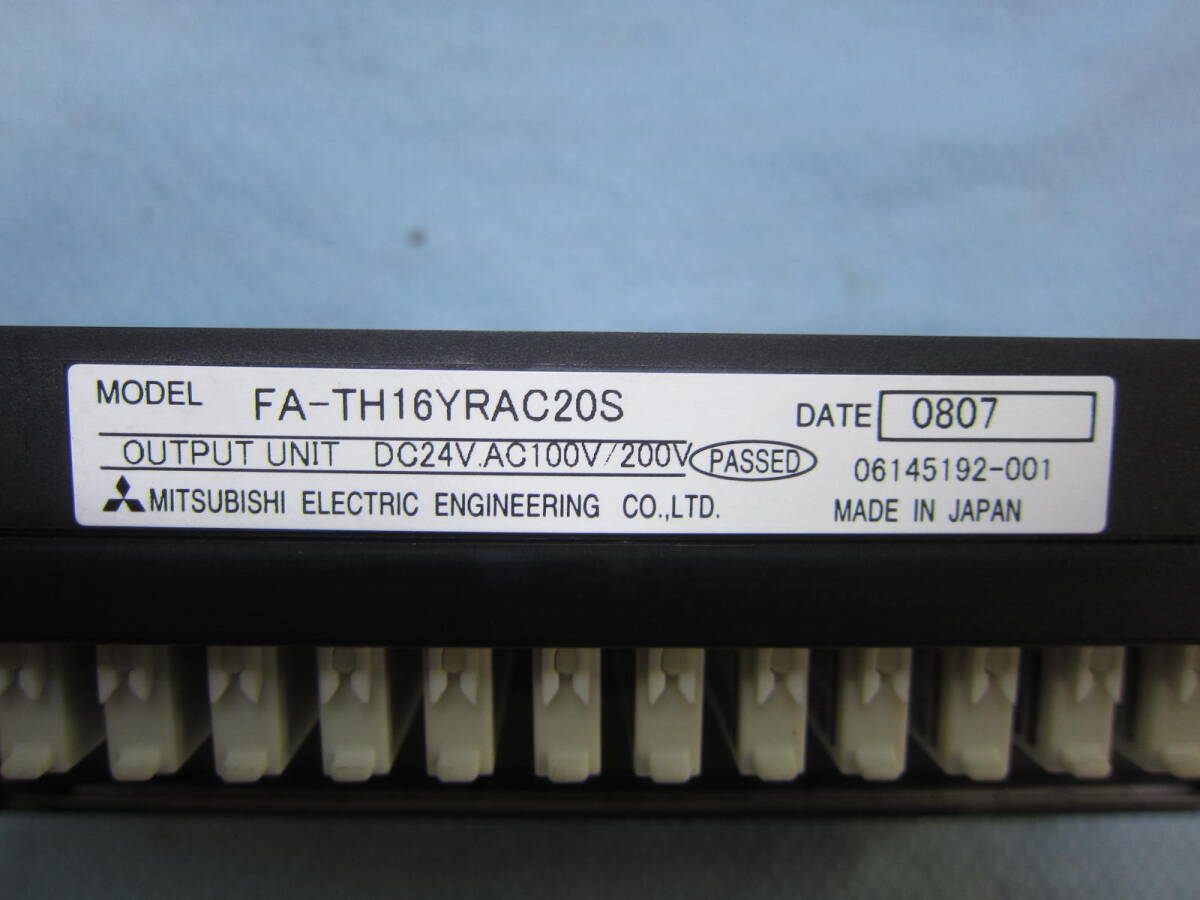 MODEL FA-TH16YRAC20S DATE 0807
OUTPUT UNIT DC24V.AC100V/200V PASSED 06145192-001
MITSUBISHI ELECTRIC ENGINEERING CO.,LTD. MADE IN JAPAN